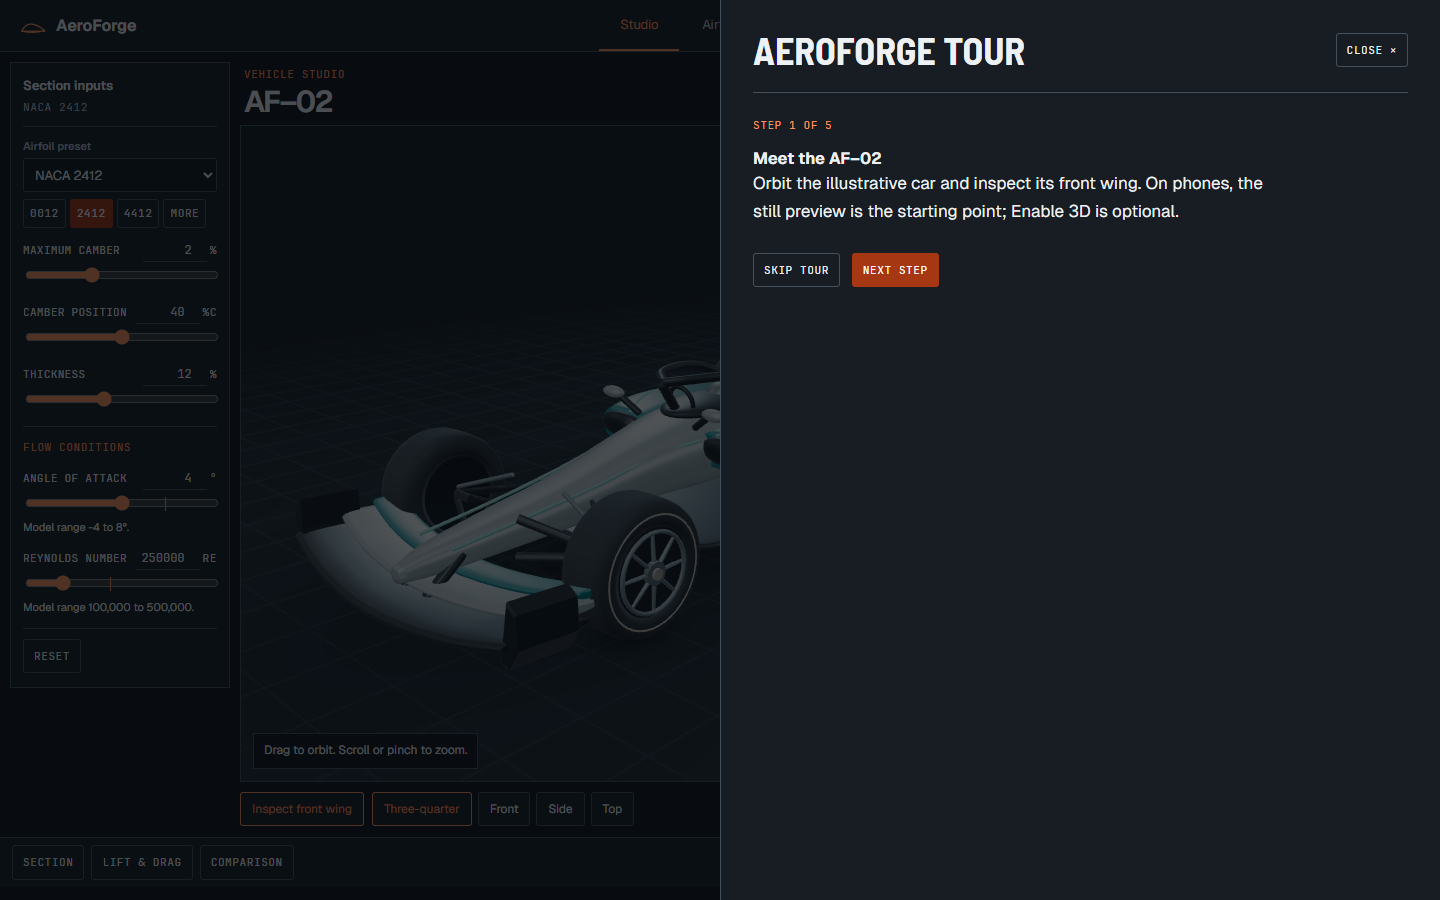 AeroForge
Studio
Section inputs
NACA 2412
Airfoil preset
NACA 2412
0012 2412 4412 MORE
MAXIMUM CAMBER 2 %
CAMBER POSITION 40 %C
THICKNESS 12 %
FLOW CONDITIONS
ANGLE OF ATTACK 4 °
Model range -4 to 8°.
REYNOLDS NUMBER 250000 RE
Model range 100,000 to 500,000.
RESET
VEHICLE STUDIO
AF–02
Drag to orbit. Scroll or pinch to zoom.
Inspect front wing Three-quarter Front Side Top
SECTION LIFT & DRAG COMPARISON
AEROFORGE TOUR
CLOSE ×
STEP 1 OF 5
Meet the AF–02
Orbit the illustrative car and inspect its front wing. On phones, the
still preview is the starting point; Enable 3D is optional.
SKIP TOUR NEXT STEP